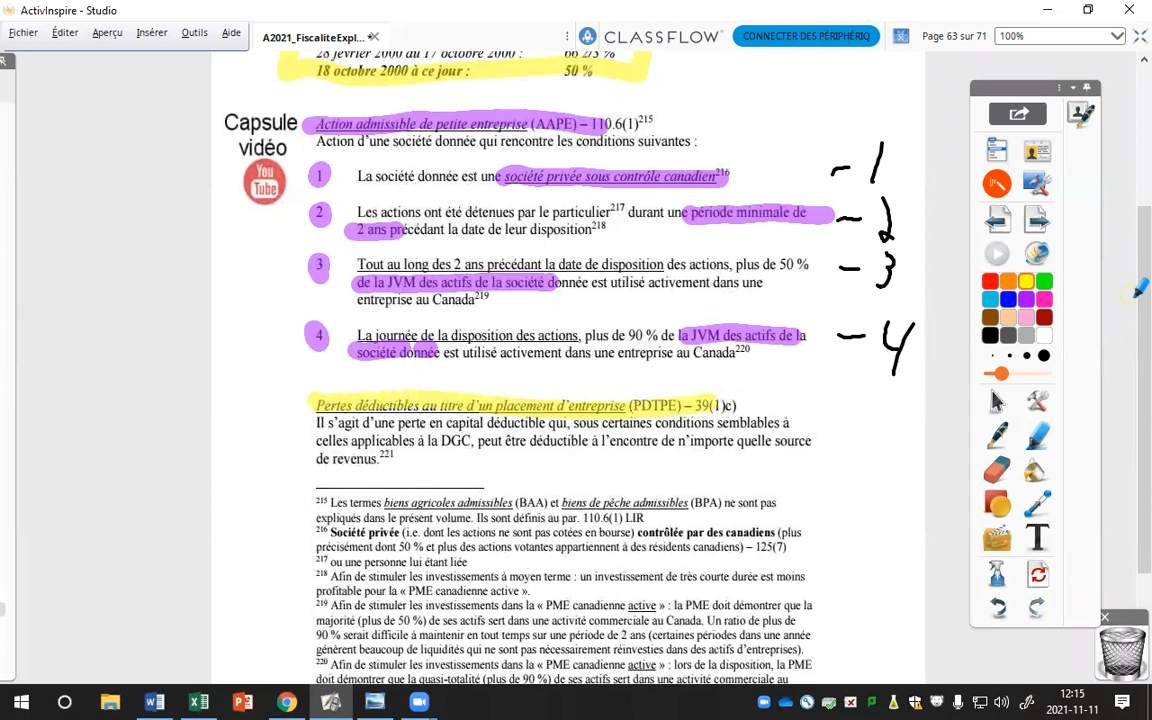 ActivInspire - Studio
Fichier Éditer Aperçu Insérer Outils Aide
A2021_FiscaliteExpl...
CLASSFLOW
CONNECTER DES PÉRIPHÉRIQ
Page 63 sur 71
100%
28 février 2000 au 17 octobre 2000 : 66 2/3 %
18 octobre 2000 à ce jour : 50 %
Capsule
vidéo
You
Tube
Action admissible de petite entreprise (AAPE) – 110.6(1)215
Action d'une société donnée qui rencontre les conditions suivantes :
1 La société donnée est une société privée sous contrôle canadien216
- 1
2 Les actions ont été détenues par le particulier217 durant une période minimale de
2 ans précédant la date de leur disposition218
- 2
3 Tout au long des 2 ans précédant la date de disposition des actions, plus de 50 %
de la JVM des actifs de la société donnée est utilisé activement dans une
entreprise au Canada219
- 3
4 La journée de la disposition des actions, plus de 90 % de la JVM des actifs de la
société donnée est utilisé activement dans une entreprise au Canada220
- 4
Pertes déductibles au titre d'un placement d'entreprise (PDTPE) – 39(1)c)
Il s'agit d'une perte en capital déductible qui, sous certaines conditions semblables à
celles applicables à la DGC, peut être déductible à l'encontre de n'importe quelle source
de revenus.221
215 Les termes biens agricoles admissibles (BAA) et biens de pêche admissibles (BPA) ne sont pas
expliqués dans le présent volume. Ils sont définis au par. 110.6(1) LIR
216 Société privée (i.e. dont les actions ne sont pas cotées en bourse) contrôlée par des canadiens (plus
précisément dont 50 % et plus des actions votantes appartiennent à des résidents canadiens) – 125(7)
217 ou une personne lui étant liée
218 Afin de stimuler les investissements à moyen terme : un investissement de très courte durée est moins
profitable pour la « PME canadienne active ».
219 Afin de stimuler les investissements dans la « PME canadienne active » : la PME doit démontrer que la
majorité (plus de 50 %) de ses actifs sert dans une activité commerciale au Canada. Un ratio de plus de
90 % serait difficile à maintenir en tout temps sur une période de 2 ans (certaines périodes dans une année
génèrent beaucoup de liquidités qui ne sont pas nécessairement réinvesties dans des actifs d'entreprises).
220 Afin de stimuler les investissements dans la « PME canadienne active » : lors de la disposition, la PME
doit démontrer que la quasi-totalité (plus de 90 %) de ses actifs sert dans une activité commerciale au
12:15
2021-11-11